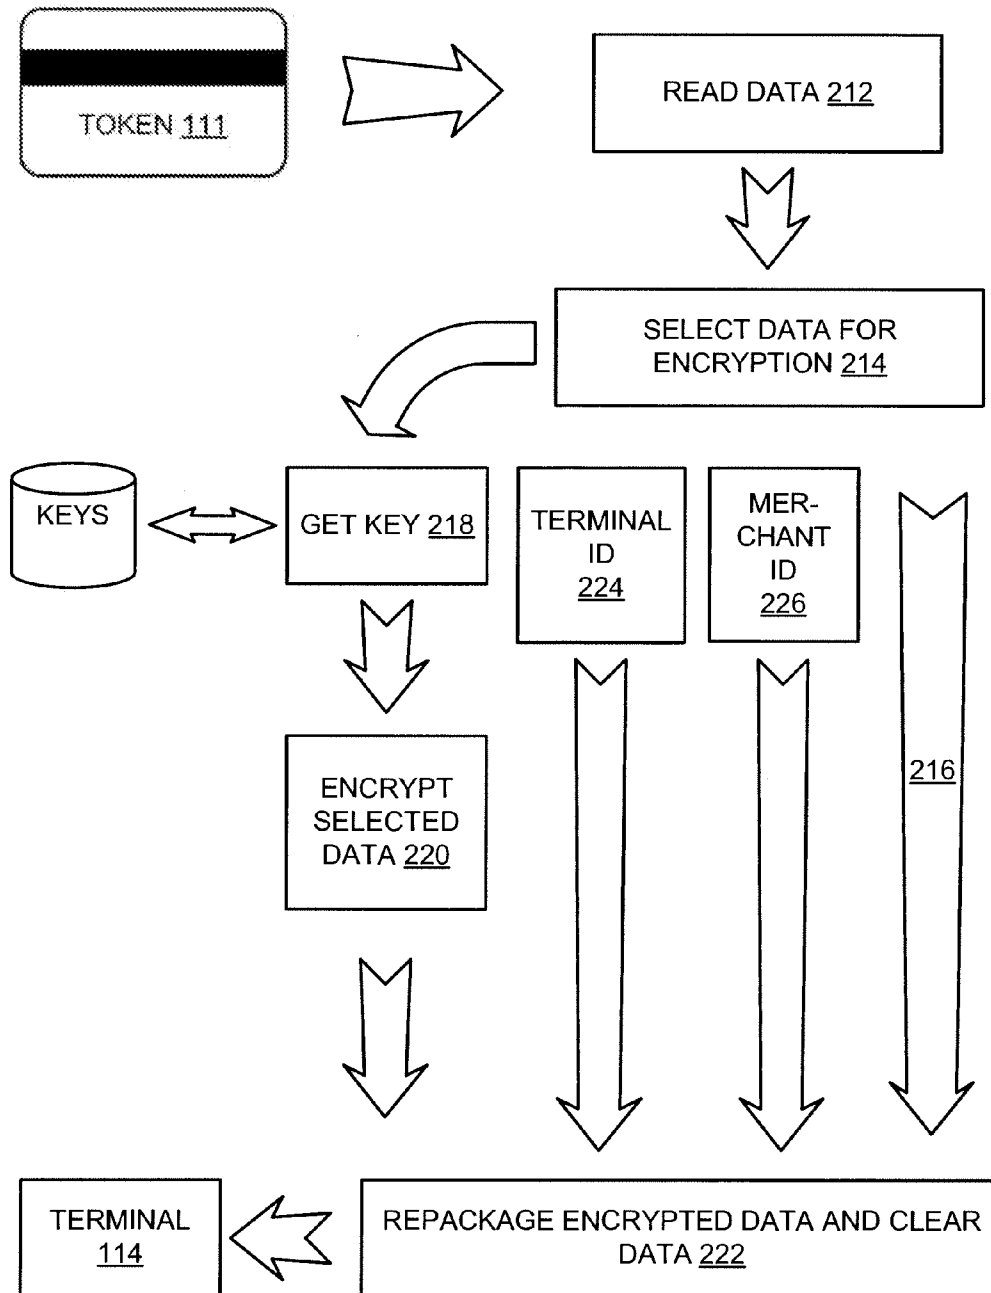 TOKEN 111
READ DATA 212
SELECT DATA FOR
ENCRYPTION 214
KEYS
GET KEY 218
TERMINAL
ID
224
MER-
CHANT
ID
226
216
ENCRYPT
SELECTED
DATA 220
TERMINAL
114
REPACKAGE ENCRYPTED DATA AND CLEAR
DATA 222